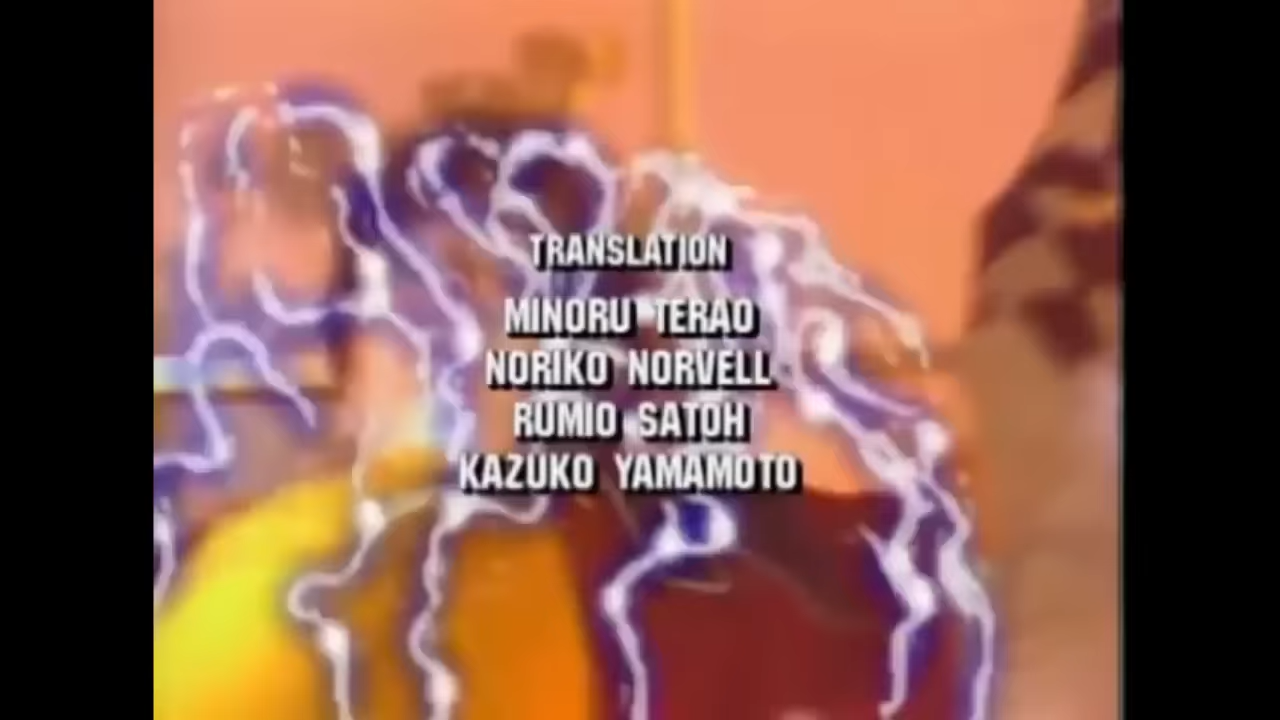 TRANSLATION
MINORU TERAO
NORIKO NORVELL
RUMIO SATOH
KAZUKO YAMAMOTO